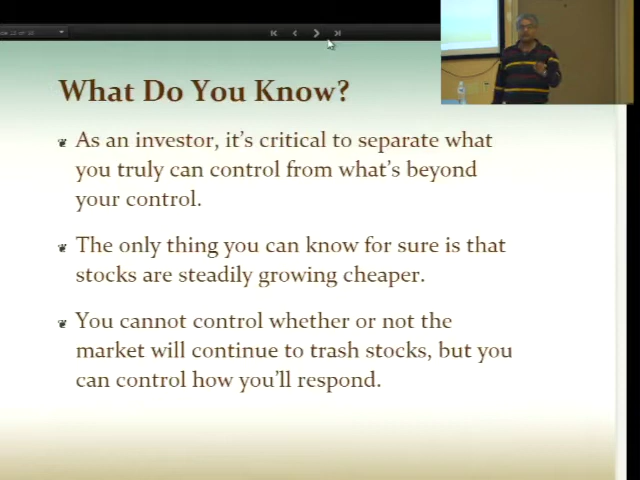 What Do You Know?
As an investor, it's critical to separate what
you truly can control from what's beyond
your control.
The only thing you can know for sure is that
stocks are steadily growing cheaper.
You cannot control whether or not the
market will continue to trash stocks, but you
can control how you'll respond.